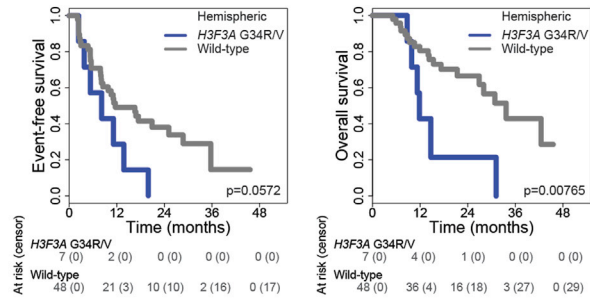 Hemispheric
H3F3A G34R/V
Wild-type
Event-free survival
1.0
0.8
0.6
0.4
0.2
0.0
p=0.0572
0 12 24 36 48
Time (months)
At risk (censor)
H3F3A G34R/V
7 (0) 2 (0) 0 (0) 0 (0) 0 (0)
Wild-type
48 (0) 21 (3) 10 (10) 2 (16) 0 (17)
Hemispheric
H3F3A G34R/V
Wild-type
Overall survival
1.0
0.8
0.6
0.4
0.2
0.0
p=0.00765
0 12 24 36 48
Time (months)
At risk (censor)
H3F3A G34R/V
7 (0) 4 (0) 1 (0) 0 (0) 0 (0)
Wild-type
48 (0) 36 (4) 16 (18) 3 (27) 0 (29)